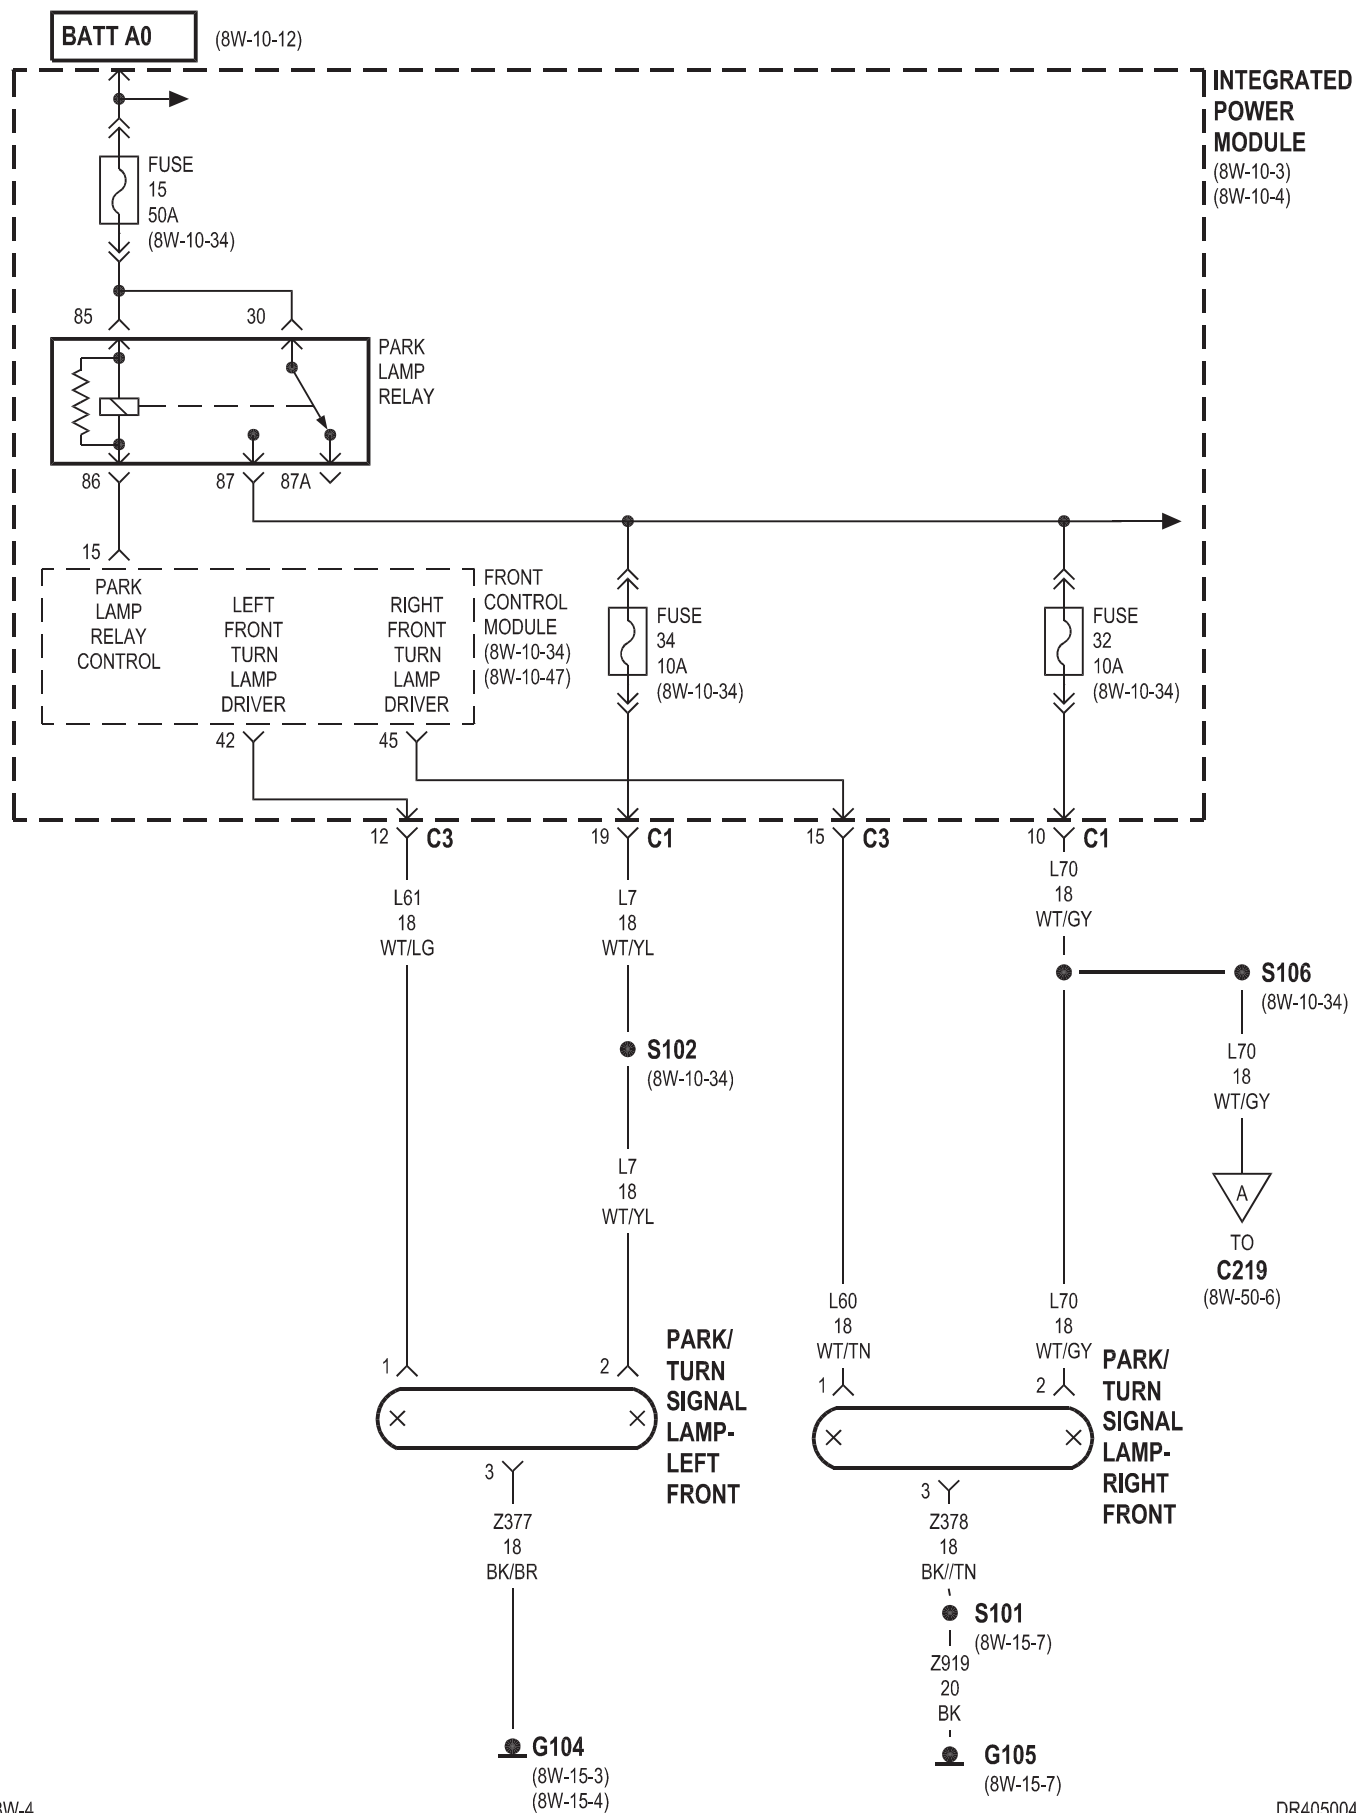 BATT A0
(8W-10-12)
INTEGRATED
POWER
MODULE
(8W-10-3)
(8W-10-4)
FUSE
15
50A
(8W-10-34)
85
30
PARK
LAMP
RELAY
86
87
87A
15
PARK
LAMP
RELAY
CONTROL
LEFT
FRONT
TURN
LAMP
DRIVER
RIGHT
FRONT
TURN
LAMP
DRIVER
FRONT
CONTROL
MODULE
(8W-10-34)
(8W-10-47)
FUSE
34
10A
(8W-10-34)
FUSE
32
10A
(8W-10-34)
42
45
12
C3
19
C1
15
C3
10
C1
L61
18
WT/LG
L7
18
WT/YL
L70
18
WT/GY
S106
(8W-10-34)
S102
(8W-10-34)
L70
18
WT/GY
A
TO
C219
(8W-50-6)
L7
18
WT/YL
L60
18
WT/TN
L70
18
WT/GY
1
2
PARK/
TURN
SIGNAL
LAMP-
LEFT
FRONT
1
2
PARK/
TURN
SIGNAL
LAMP-
RIGHT
FRONT
3
Z377
18
BK/BR
3
Z378
18
BK//TN
S101
(8W-15-7)
Z919
20
BK
G104
(8W-15-3)
(8W-15-4)
G105
(8W-15-7)
W-4
DR405004